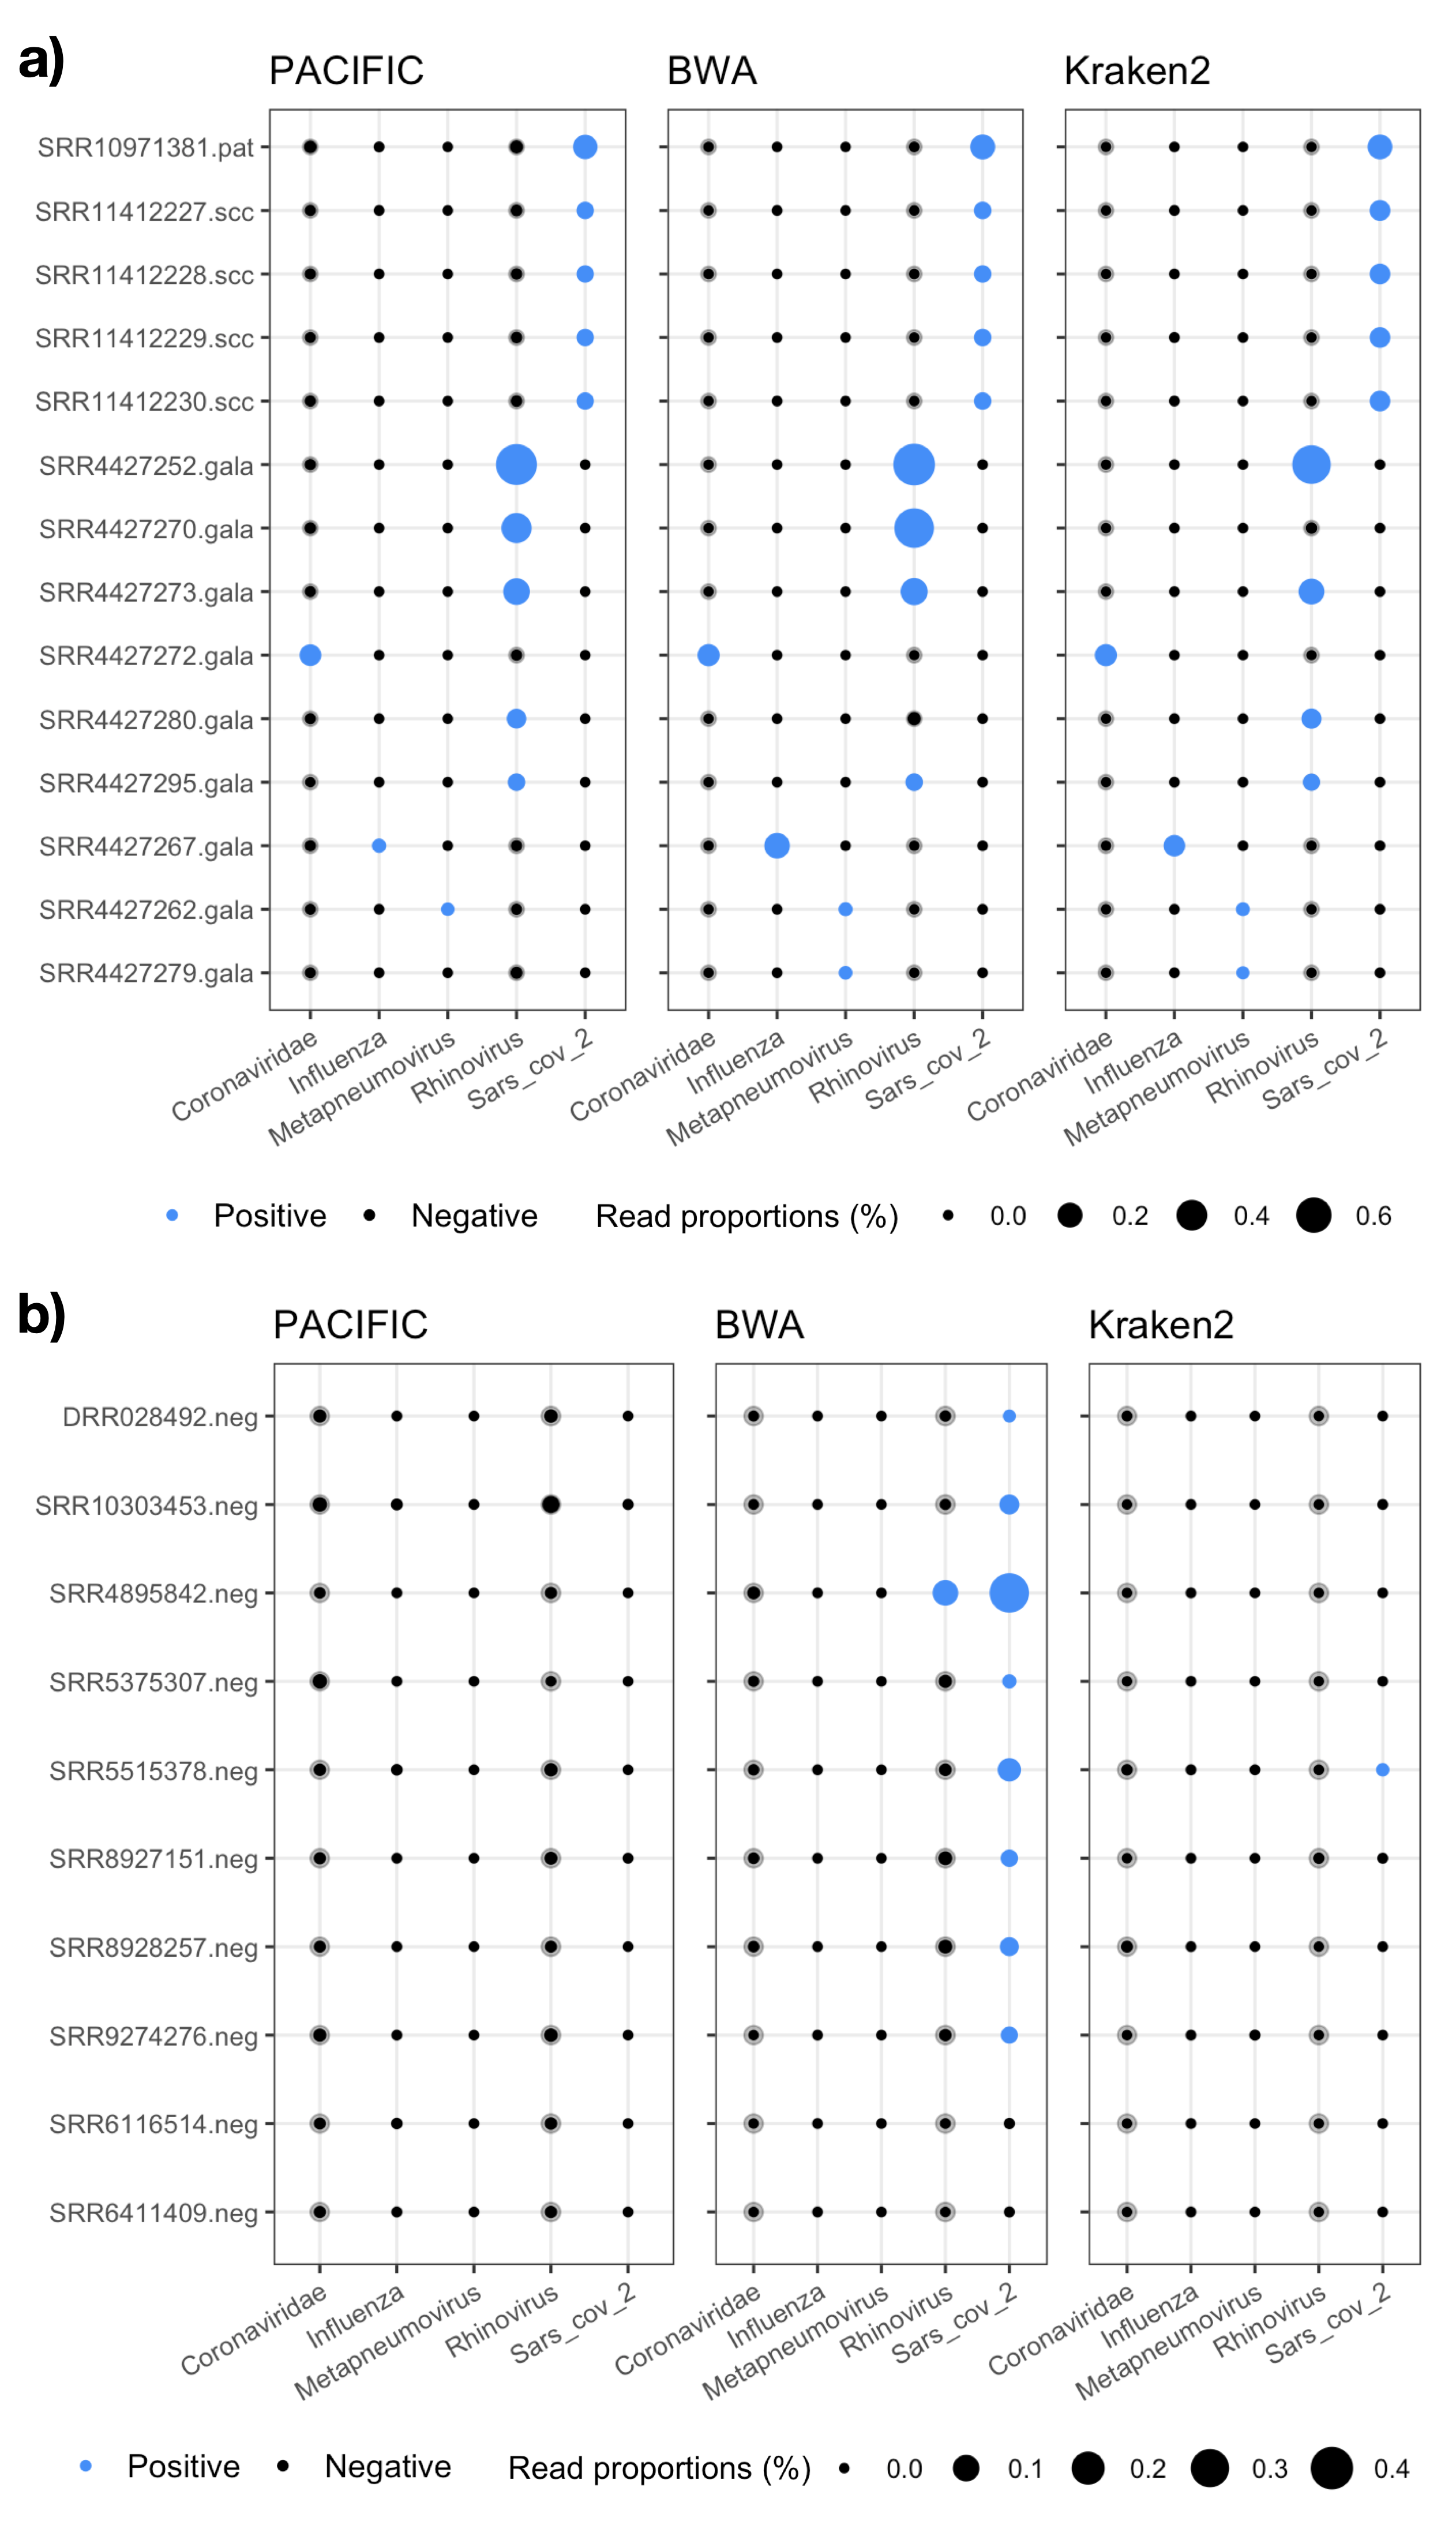 a)
PACIFIC BWA Kraken2
SRR10971381.pat
SRR11412227.scc
SRR11412228.scc
SRR11412229.scc
SRR11412230.scc
SRR4427252.gala
SRR4427270.gala
SRR4427273.gala
SRR4427272.gala
SRR4427280.gala
SRR4427295.gala
SRR4427267.gala
SRR4427262.gala
SRR4427279.gala
Coronaviridae Influenza Metapneumovirus Rhinovirus Sars_cov_2 Coronaviridae Influenza Metapneumovirus Rhinovirus Sars_cov_2 Coronaviridae Influenza Metapneumovirus Rhinovirus Sars_cov_2
Positive Negative Read proportions (%) 0.0 0.2 0.4 0.6
b)
PACIFIC BWA Kraken2
DRR028492.neg
SRR10303453.neg
SRR4895842.neg
SRR5375307.neg
SRR5515378.neg
SRR8927151.neg
SRR8928257.neg
SRR9274276.neg
SRR6116514.neg
SRR6411409.neg
Coronaviridae Influenza Metapneumovirus Rhinovirus Sars_cov_2 Coronaviridae Influenza Metapneumovirus Rhinovirus Sars_cov_2 Coronaviridae Influenza Metapneumovirus Rhinovirus Sars_cov_2
Positive Negative Read proportions (%) 0.0 0.1 0.2 0.3 0.4